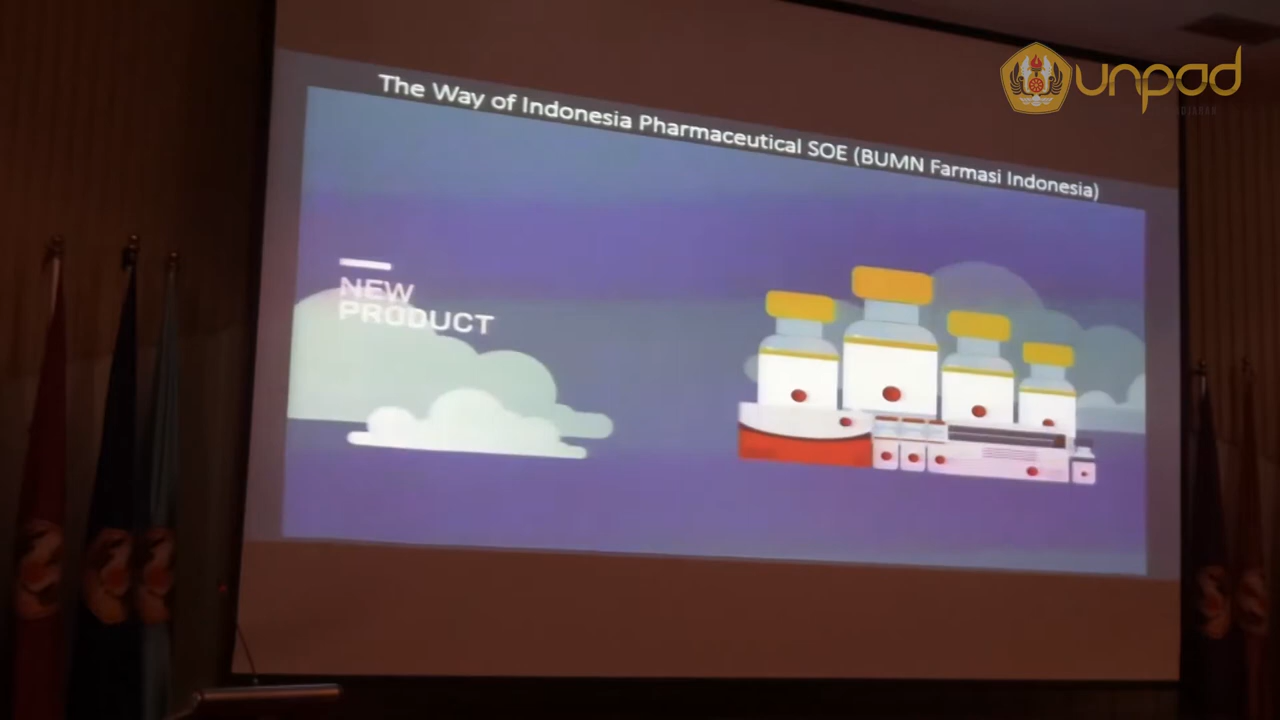 unpad
The Way of Indonesia Pharmaceutical SOE (BUMN Farmasi Indonesia)
NEW
PRODUCT